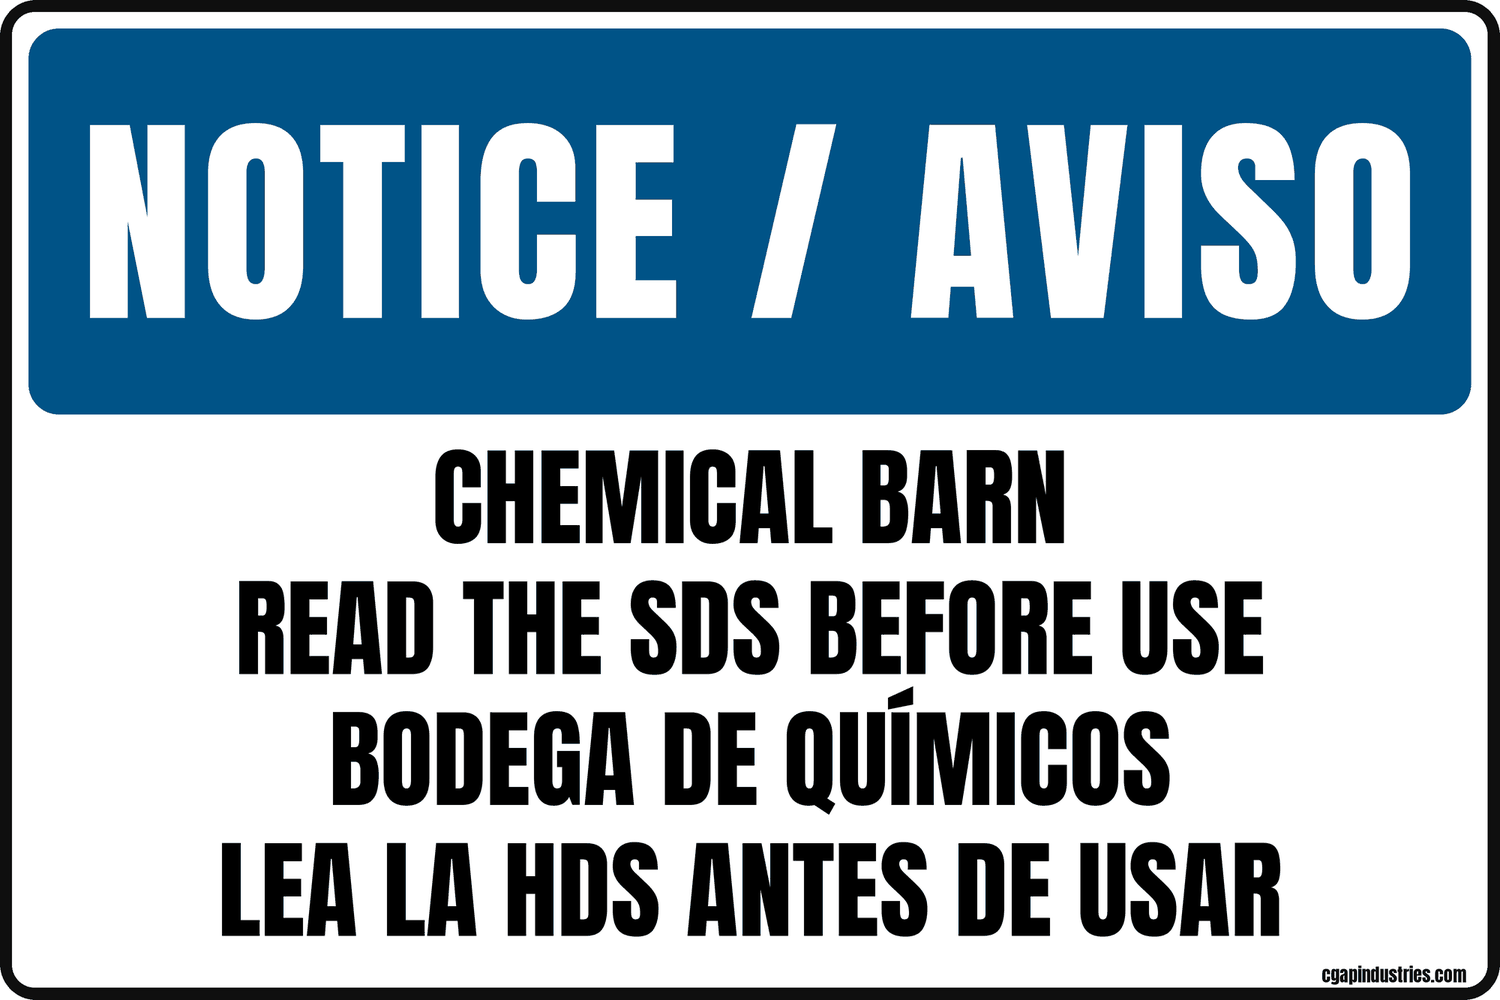 NOTICE / AVISO
CHEMICAL BARN
READ THE SDS BEFORE USE
BODEGA DE QUÍMICOS
LEA LA HDS ANTES DE USAR
cgapindustries.com